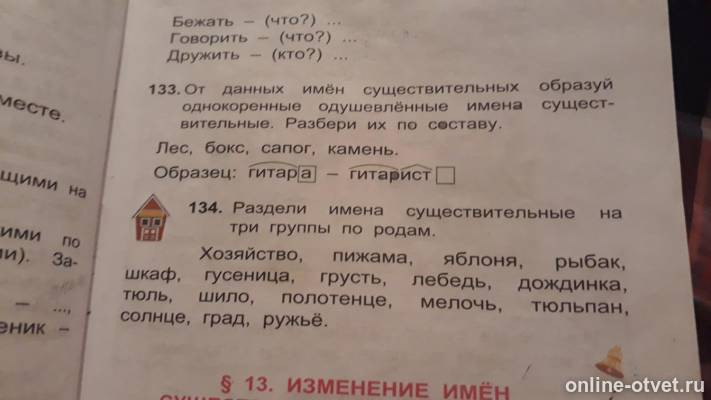 Бежать – (что?) ...
Говорить – (что?) ...
Дружить – (кто?) ...
вы.
месте.
щими на
ими по
ии). За-
– ...,
еник –
133. От данных имён существительных образуй
однокоренные одушевлённые имена сущест-
вительные. Разбери их по составу.
Лес, бокс, сапог, камень.
Образец: гитара – гитарист
134. Раздели имена существительные на
три группы по родам.
Хозяйство, пижама, яблоня, рыбак,
шкаф, гусеница, грусть, лебедь, дождинка,
тюль, шило, полотенце, мелочь, тюльпан,
солнце, град, ружьё.
§ 13. ИЗМЕНЕНИЕ ИМЁН
online-otvet.ru